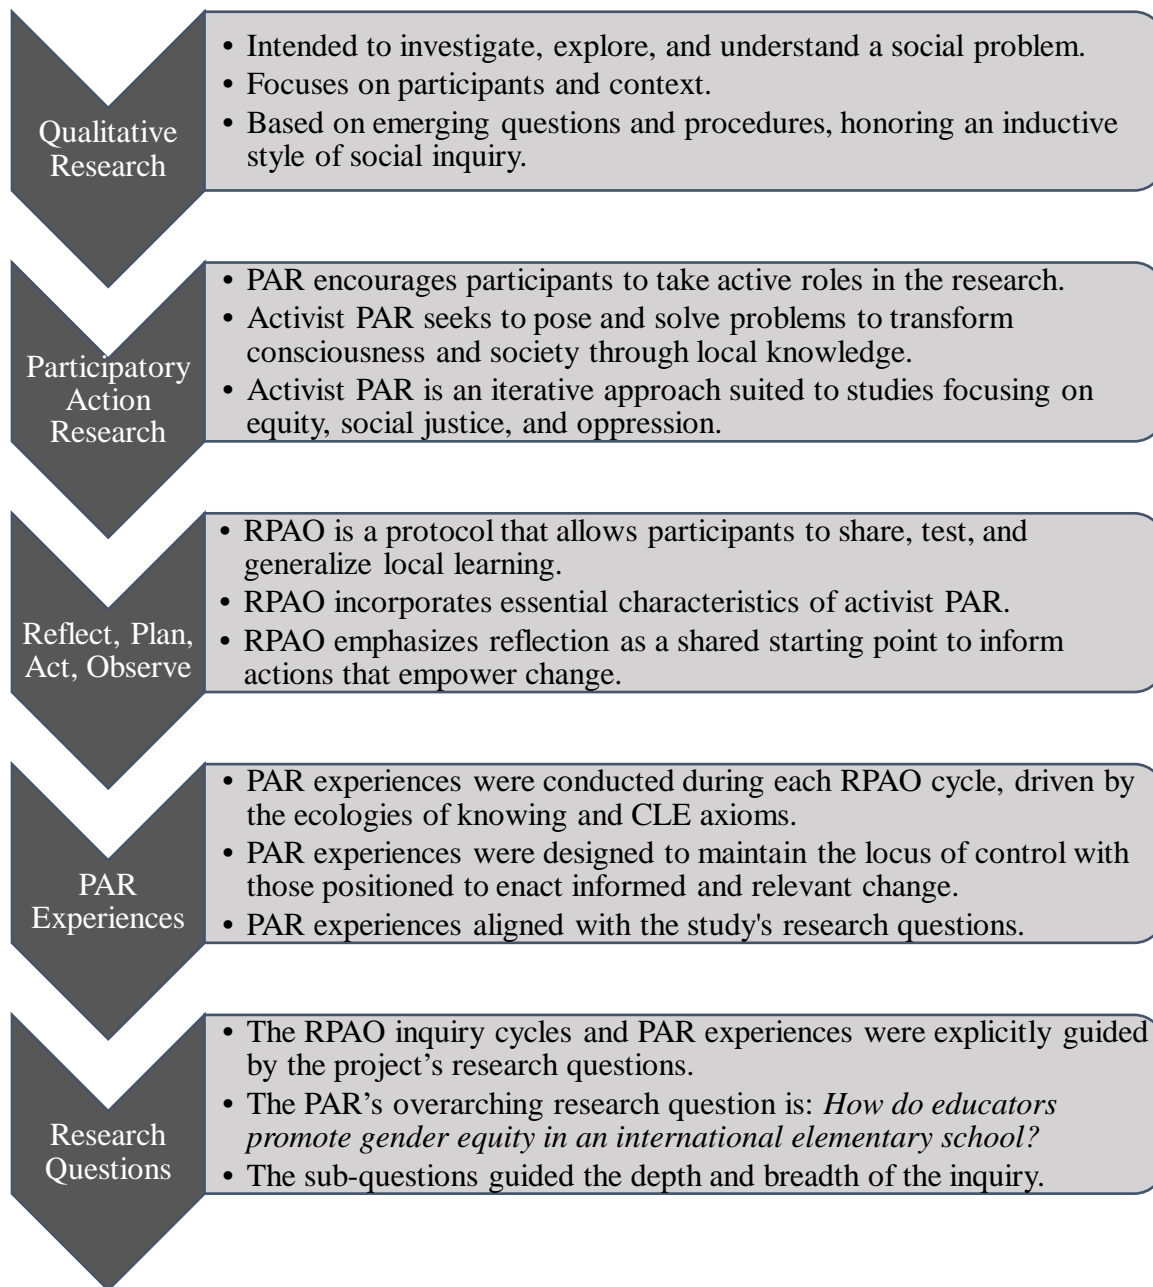 Qualitative
Research
• Intended to investigate, explore, and understand a social problem.
• Focuses on participants and context.
• Based on emerging questions and procedures, honoring an inductive
style of social inquiry.
Participatory
Action
Research
• PAR encourages participants to take active roles in the research.
• Activist PAR seeks to pose and solve problems to transform
consciousness and society through local knowledge.
• Activist PAR is an iterative approach suited to studies focusing on
equity, social justice, and oppression.
Reflect, Plan,
Act, Observe
• RPAO is a protocol that allows participants to share, test, and
generalize local learning.
• RPAO incorporates essential characteristics of activist PAR.
• RPAO emphasizes reflection as a shared starting point to inform
actions that empower change.
PAR
Experiences
• PAR experiences were conducted during each RPAO cycle, driven by
the ecologies of knowing and CLE axioms.
• PAR experiences were designed to maintain the locus of control with
those positioned to enact informed and relevant change.
• PAR experiences aligned with the study's research questions.
Research
Questions
• The RPAO inquiry cycles and PAR experiences were explicitly guided
by the project’s research questions.
• The PAR’s overarching research question is: How do educators
promote gender equity in an international elementary school?
• The sub-questions guided the depth and breadth of the inquiry.